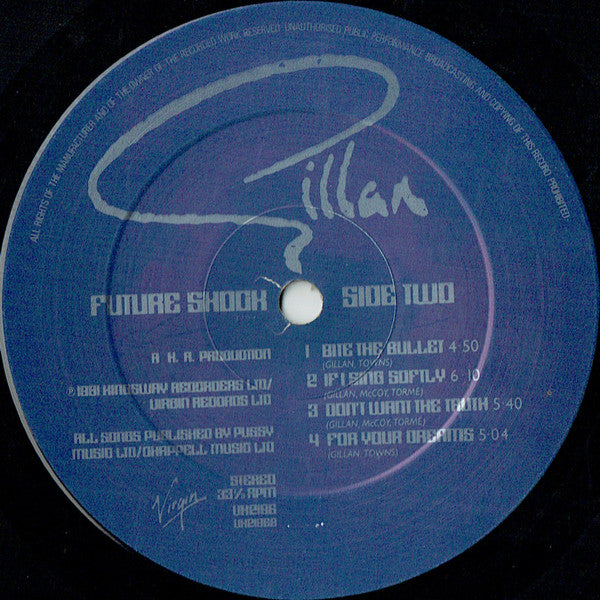 ALL RIGHTS OF THE MANUFACTURER AND OF THE OWNER OF THE RECORDED WORK RESERVED. UNAUTHORISED PUBLIC PERFORMANCE BROADCASTING AND COPYING OF THIS RECORD PROHIBITED
Gillan
FUTURE SHOCK
SIDE TWO
A K. A. PRODUCTION
℗1981 KINGSWAY RECORDERS LTD/
VIRGIN RECORDS LTD
ALL SONGS PUBLISHED BY PUSSY
MUSIC LTD/CHAPPELL MUSIC LTD
1 BITE THE BULLET 4·50
(GILLAN, TOWNS)
2 IF I SING SOFTLY 6·10
(GILLAN, McCOY, TORMÉ)
3 DON'T WANT THE TRUTH 5·40
(GILLAN, McCOY, TORMÉ)
4 FOR YOUR DREAMS 5·04
(GILLAN, TOWNS)
Virgin
STEREO
33⅓ RPM
VK2196
VK2196B